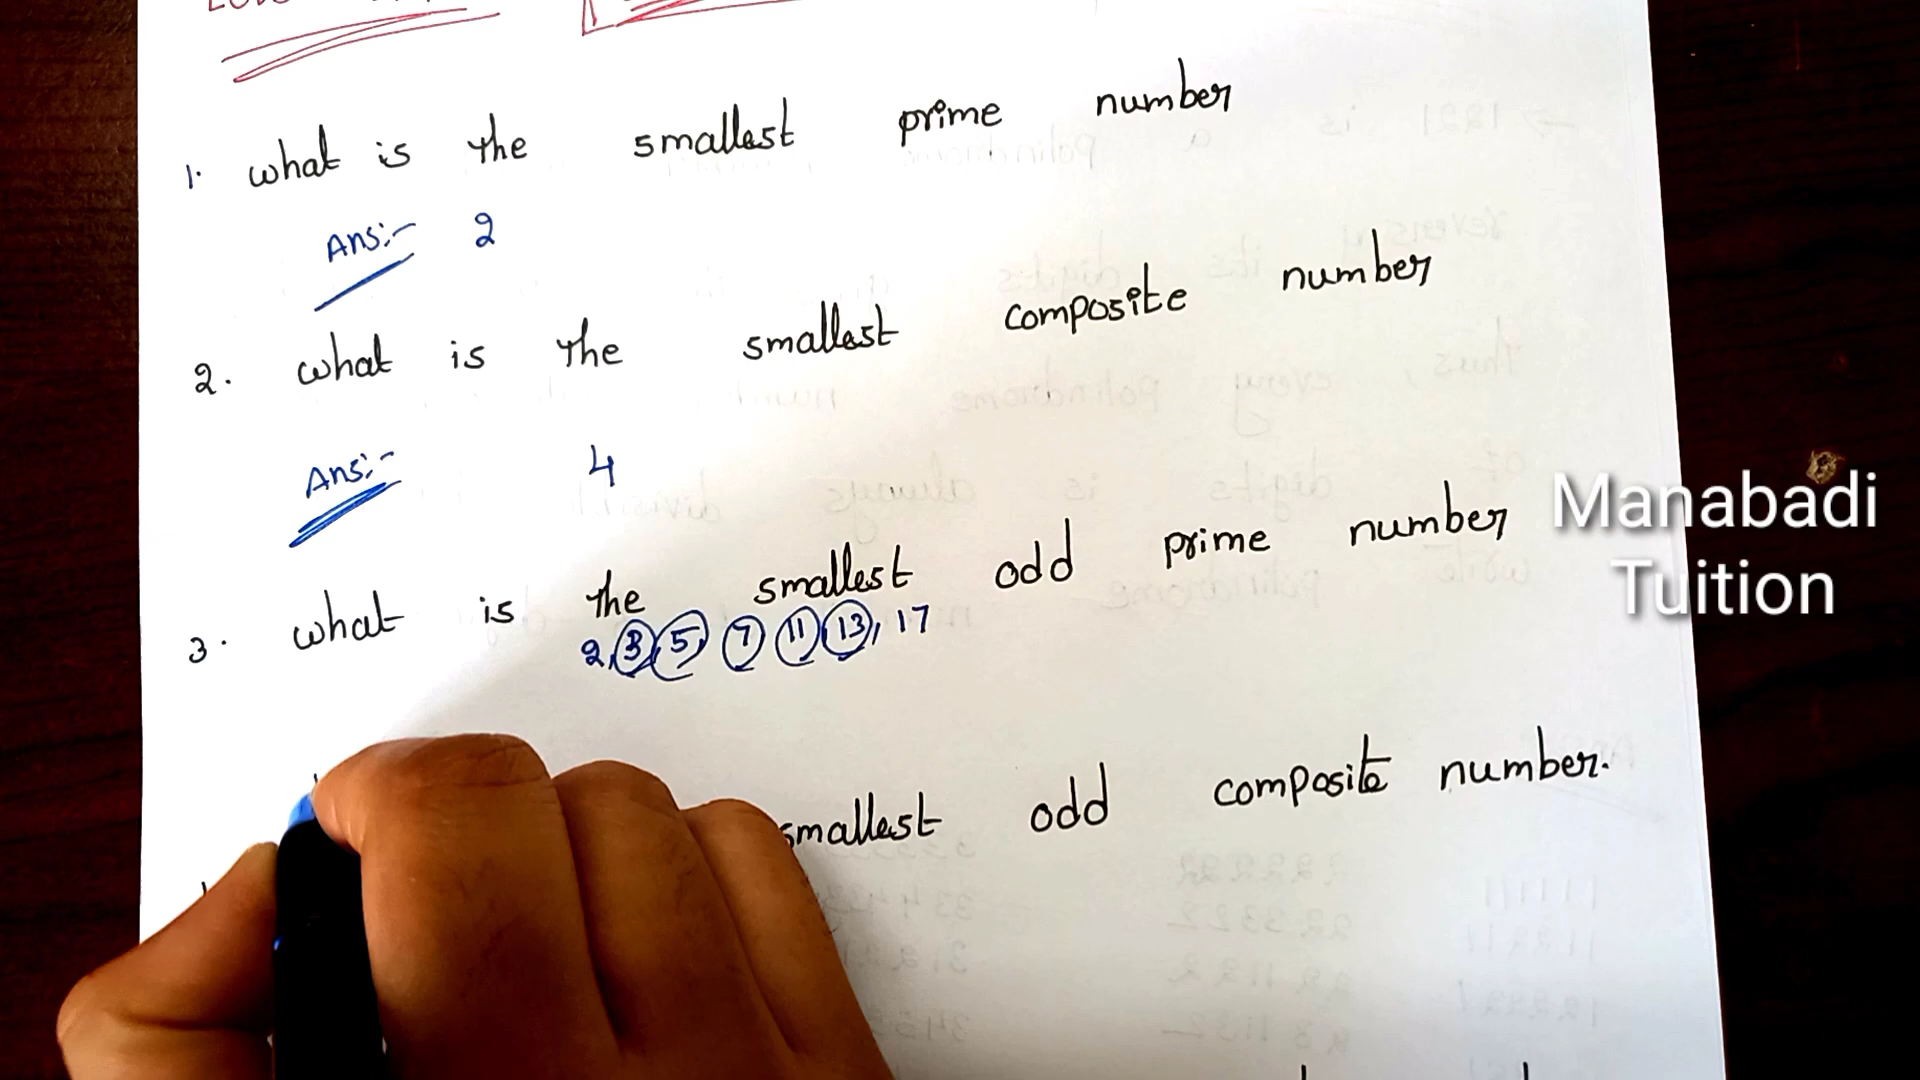 1. what is the smallest prime number
Ans:- 2
2. what is the smallest composite number
Ans:- 4
3. what is the smallest odd prime number
2, 3, 5, 7 11 13, 17
smallest odd composite number.
Manabadi
Tuition